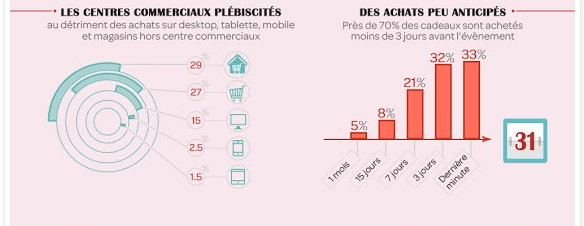 LES CENTRES COMMERCIAUX PLÉBISCITÉS
au détriment des achats sur desktop, tablette, mobile
et magasins hors centre commerciaux
29%
27%
15%
2.5%
1.5%
DES ACHATS PEU ANTICIPÉS
Près de 70% des cadeaux sont achetés
moins de 3 jours avant l'évènement
5%
8%
21%
32%
33%
1 mois
15 jours
7 jours
3 jours
Dernière
minute
31